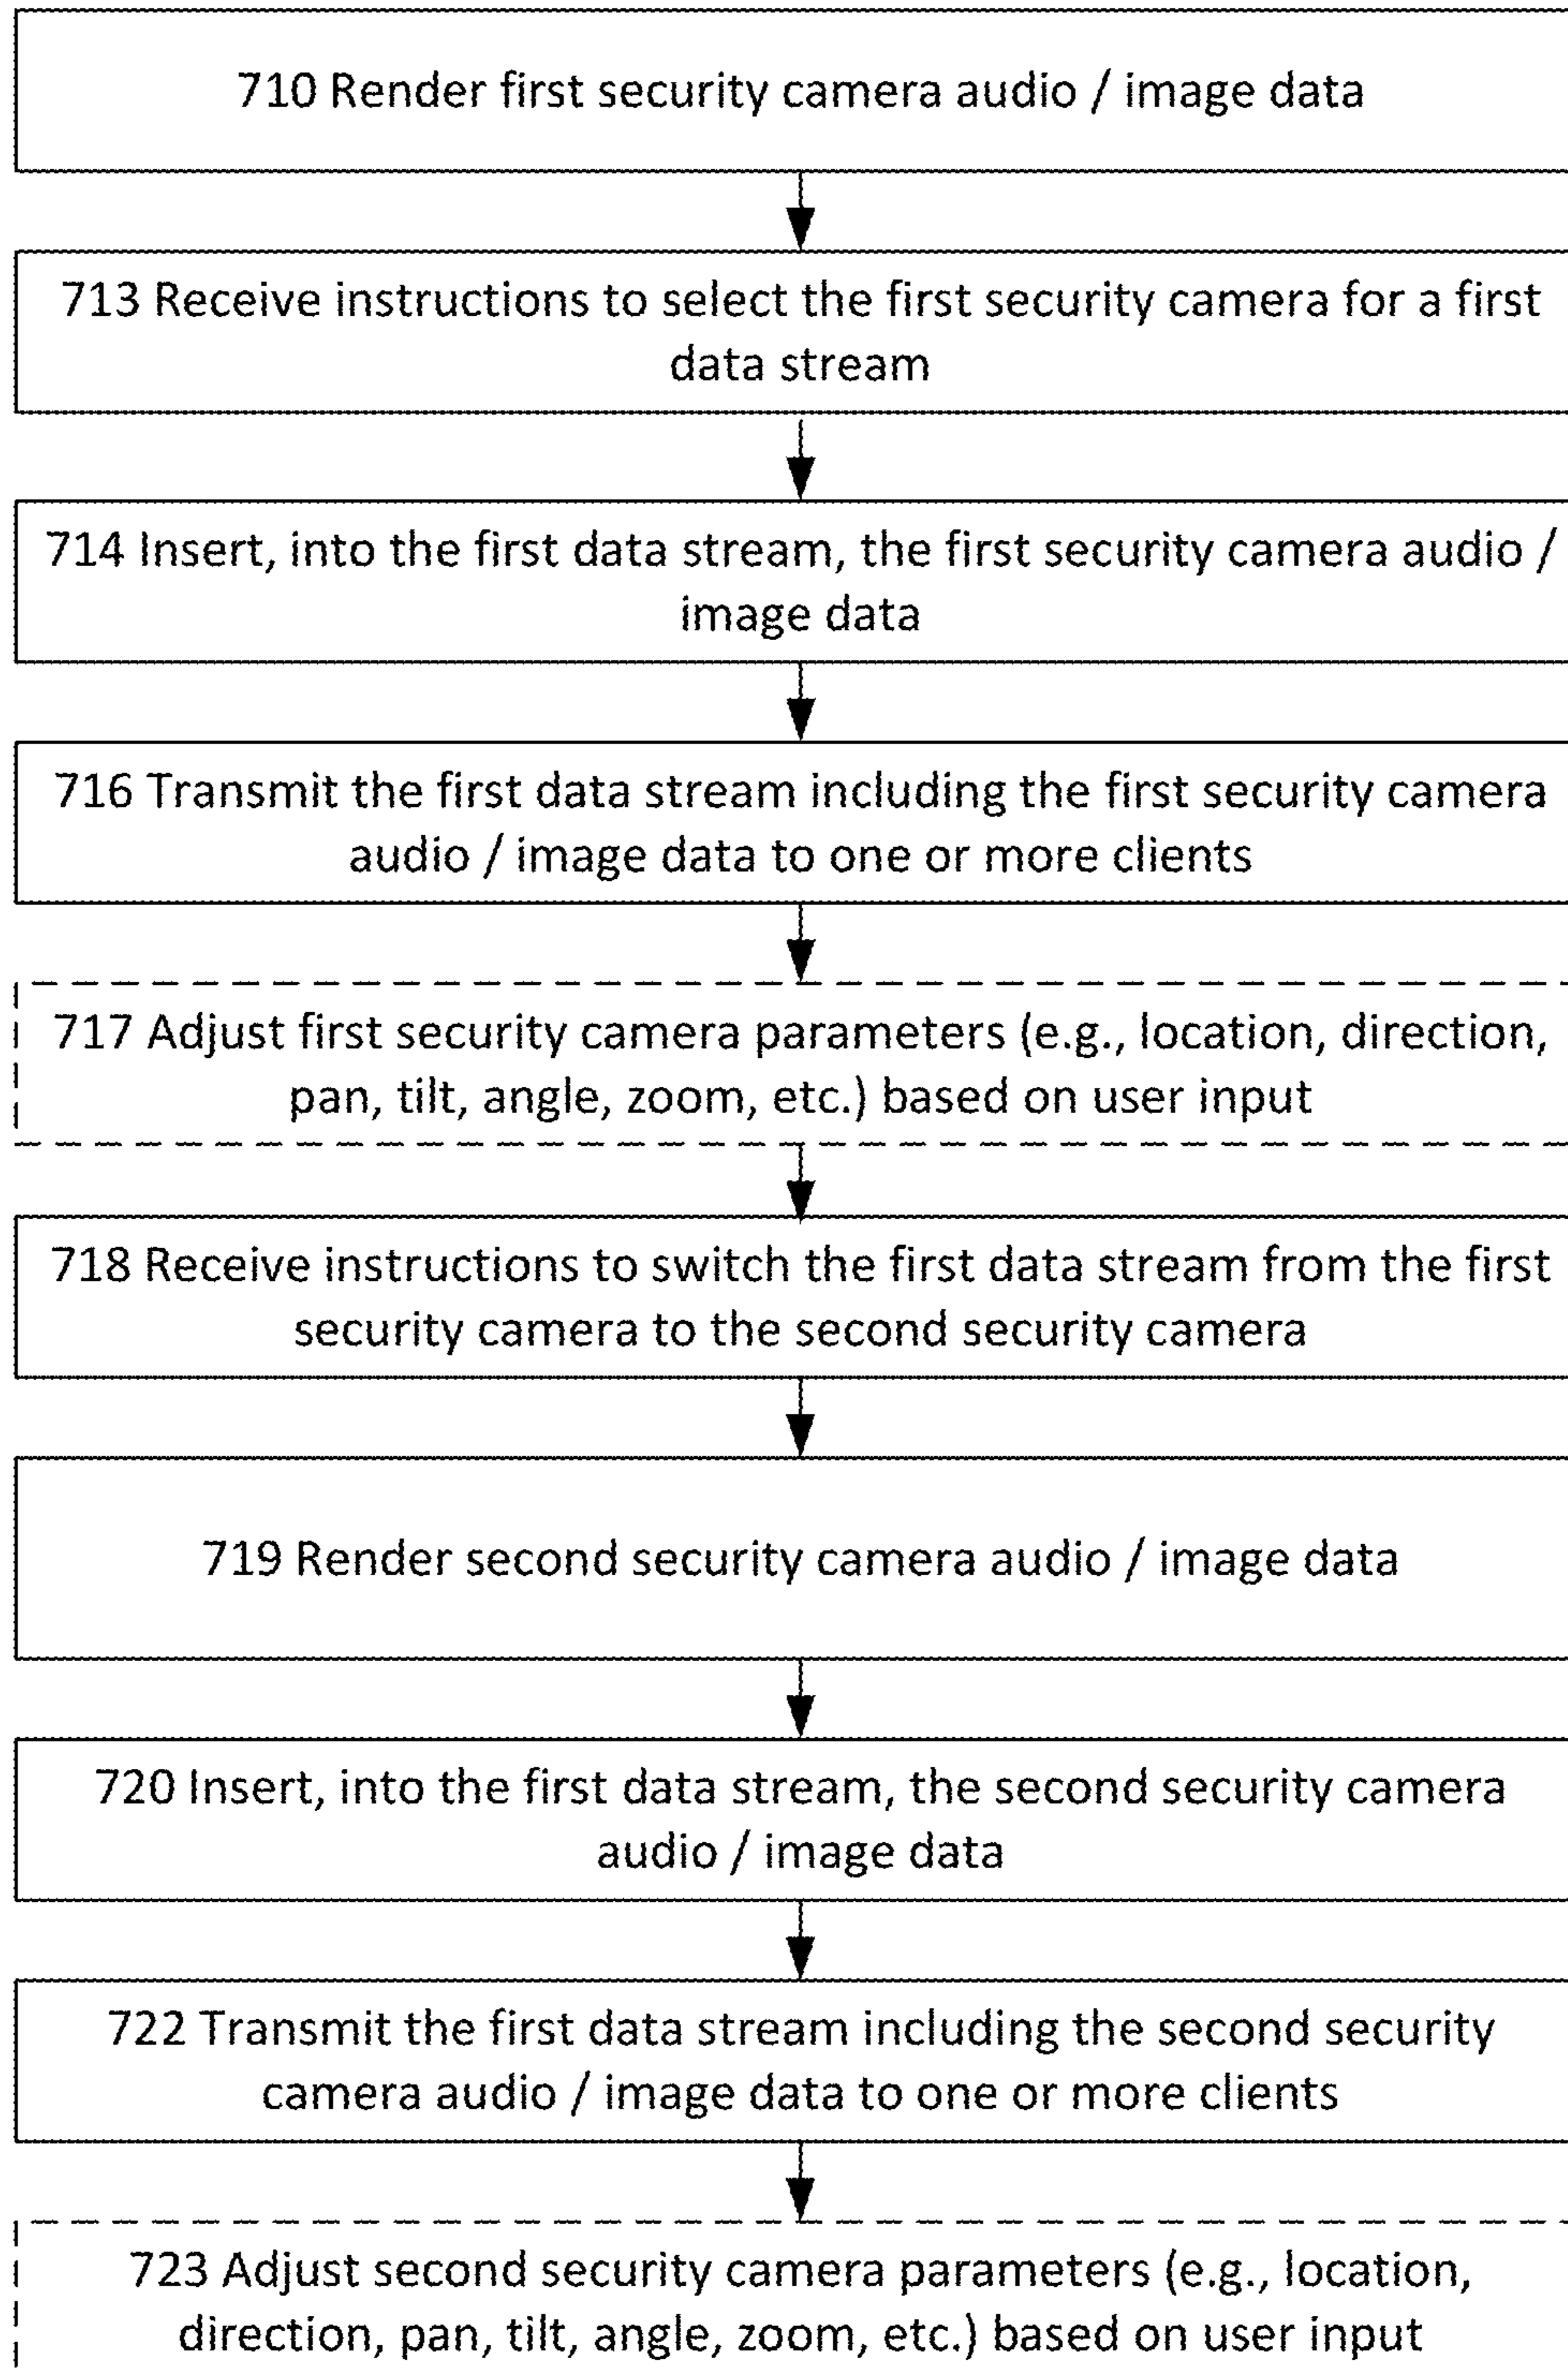 710 Render first security camera audio / image data
713 Receive instructions to select the first security camera for a first
data stream
714 Insert, into the first data stream, the first security camera audio /
image data
716 Transmit the first data stream including the first security camera
audio / image data to one or more clients
717 Adjust first security camera parameters (e.g., location, direction,
pan, tilt, angle, zoom, etc.) based on user input
718 Receive instructions to switch the first data stream from the first
security camera to the second security camera
719 Render second security camera audio / image data
720 Insert, into the first data stream, the second security camera
audio / image data
722 Transmit the first data stream including the second security
camera audio / image data to one or more clients
723 Adjust second security camera parameters (e.g., location,
direction, pan, tilt, angle, zoom, etc.) based on user input